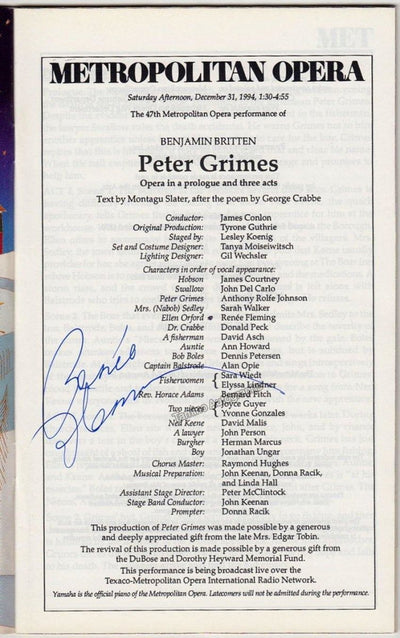 MET
METROPOLITAN OPERA
Saturday Afternoon, December 31, 1994, 1:30-4:55
The 47th Metropolitan Opera performance of
BENJAMIN BRITTEN
Peter Grimes
Opera in a prologue and three acts
Text by Montagu Slater, after the poem by George Crabbe
Conductor: James Conlon
Original Production: Tyrone Guthrie
Staged by: Lesley Koenig
Set and Costume Designer: Tanya Moiseiwitsch
Lighting Designer: Gil Wechsler
Characters in order of vocal appearance:
Hobson James Courtney
Swallow John Del Carlo
Peter Grimes Anthony Rolfe Johnson
Mrs. (Nabob) Sedley Sarah Walker
Ellen Orford Renée Fleming
Dr. Crabbe Donald Peck
A fisherman David Asch
Auntie Ann Howard
Bob Boles Dennis Petersen
Captain Balstrode Alan Opie
Fisherwomen { Sara Wiedt
Elyssa Lindner
Rev. Horace Adams Bernard Fitch
Two nieces { Joyce Guyer
Yvonne Gonzales
Ned Keene David Malis
A lawyer John Person
Burgher Herman Marcus
Boy Jonathan Ungar
Chorus Master: Raymond Hughes
Musical Preparation: John Keenan, Donna Racik,
and Linda Hall
Assistant Stage Director: Peter McClintock
Stage Band Conductor: John Keenan
Prompter: Donna Racik
Renée
Fleming
This production of Peter Grimes was made possible by a generous
and deeply appreciated gift from the late Mrs. Edgar Tobin.
The revival of this production is made possible by a generous gift from
the DuBose and Dorothy Heyward Memorial Fund.
This performance is being broadcast live over the
Texaco-Metropolitan Opera International Radio Network.
Yamaha is the official piano of the Metropolitan Opera. Latecomers will not be admitted during the performance.